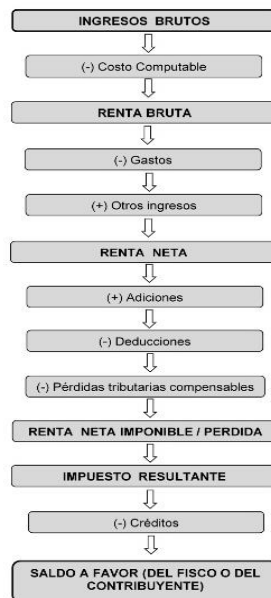 INGRESOS BRUTOS
(-) Costo Computable
RENTA BRUTA
(-) Gastos
(+) Otros ingresos
RENTA NETA
(+) Adiciones
(-) Deducciones
(-) Pérdidas tributarias compensables
RENTA NETA IMPONIBLE / PERDIDA
IMPUESTO RESULTANTE
(-) Créditos
SALDO A FAVOR (DEL FISCO O DEL
CONTRIBUYENTE)